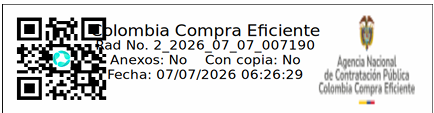 Colombia Compra Eficiente
Rad No. 2_2026_07_07_007190
Anexos: No Con copia: No
Fecha: 07/07/2026 06:26:29
Agencia Nacional
de Contratación Pública
Colombia Compra Eficiente